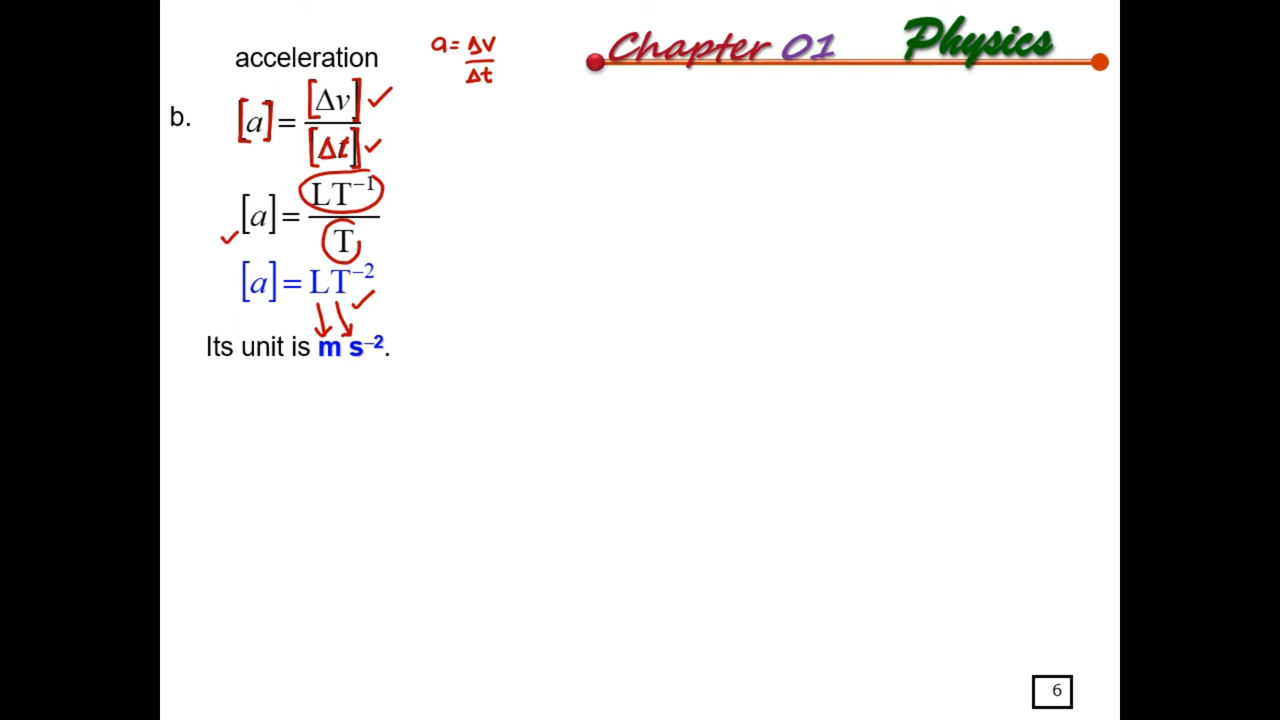 Chapter 01 Physics
acceleration
a = Δv / Δt
b. [a] = [Δv] / [Δt]
[a] = LT⁻¹ / T
[a] = LT⁻²
Its unit is m s⁻².
6